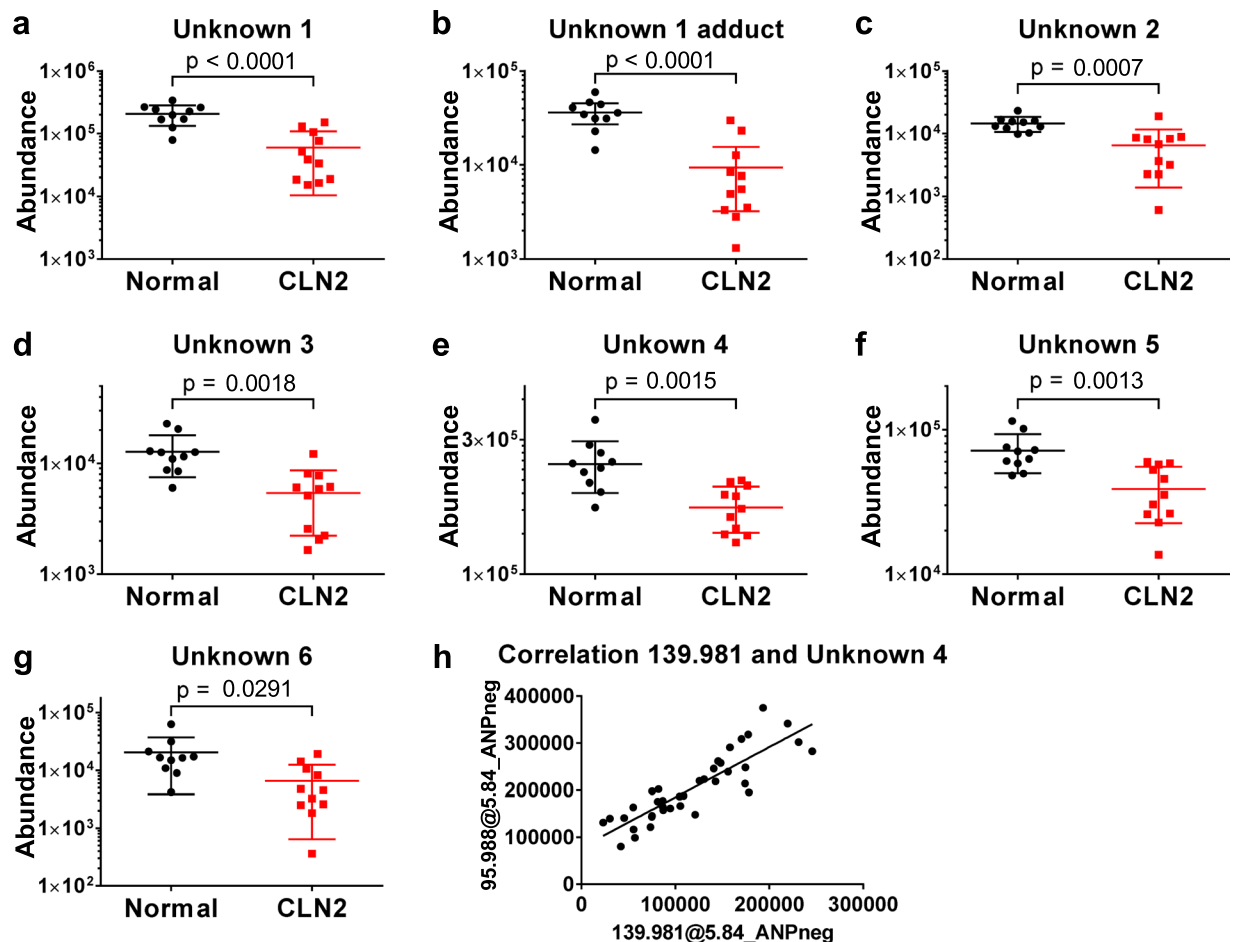 a
Unknown 1
p < 0.0001
Abundance
1×10⁶
1×10⁵
1×10⁴
1×10³
Normal
CLN2
b
Unknown 1 adduct
p < 0.0001
Abundance
1×10⁵
1×10⁴
1×10³
Normal
CLN2
c
Unknown 2
p = 0.0007
Abundance
1×10⁵
1×10⁴
1×10³
1×10²
Normal
CLN2
d
Unknown 3
p = 0.0018
Abundance
1×10⁴
1×10³
Normal
CLN2
e
Unkown 4
p = 0.0015
Abundance
3×10⁵
1×10⁵
Normal
CLN2
f
Unknown 5
p = 0.0013
Abundance
1×10⁵
1×10⁴
Normal
CLN2
g
Unknown 6
p = 0.0291
Abundance
1×10⁵
1×10⁴
1×10³
1×10²
Normal
CLN2
h
Correlation 139.981 and Unknown 4
95.988@5.84_ANPneg
400000
300000
200000
100000
0
0 100000 200000 300000
139.981@5.84_ANPneg